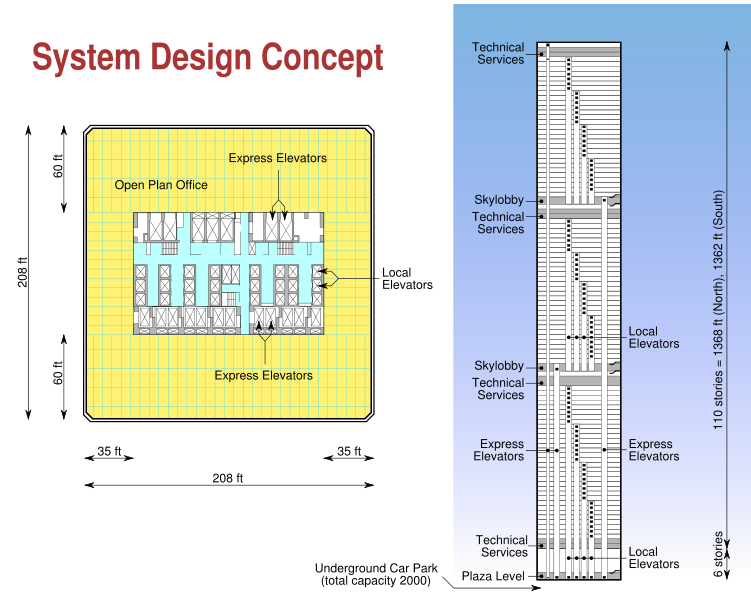 System Design Concept
208 ft
60 ft
60 ft
Express Elevators
Open Plan Office
Local
Elevators
Express Elevators
35 ft
35 ft
208 ft
Technical
Services
Skylobby
Technical
Services
Local
Elevators
Skylobby
Technical
Services
Express
Elevators
Express
Elevators
Technical
Services
Local
Elevators
Plaza Level
Underground Car Park
(total capacity 2000)
110 stories = 1368 ft (North), 1362 ft (South)
6 stories